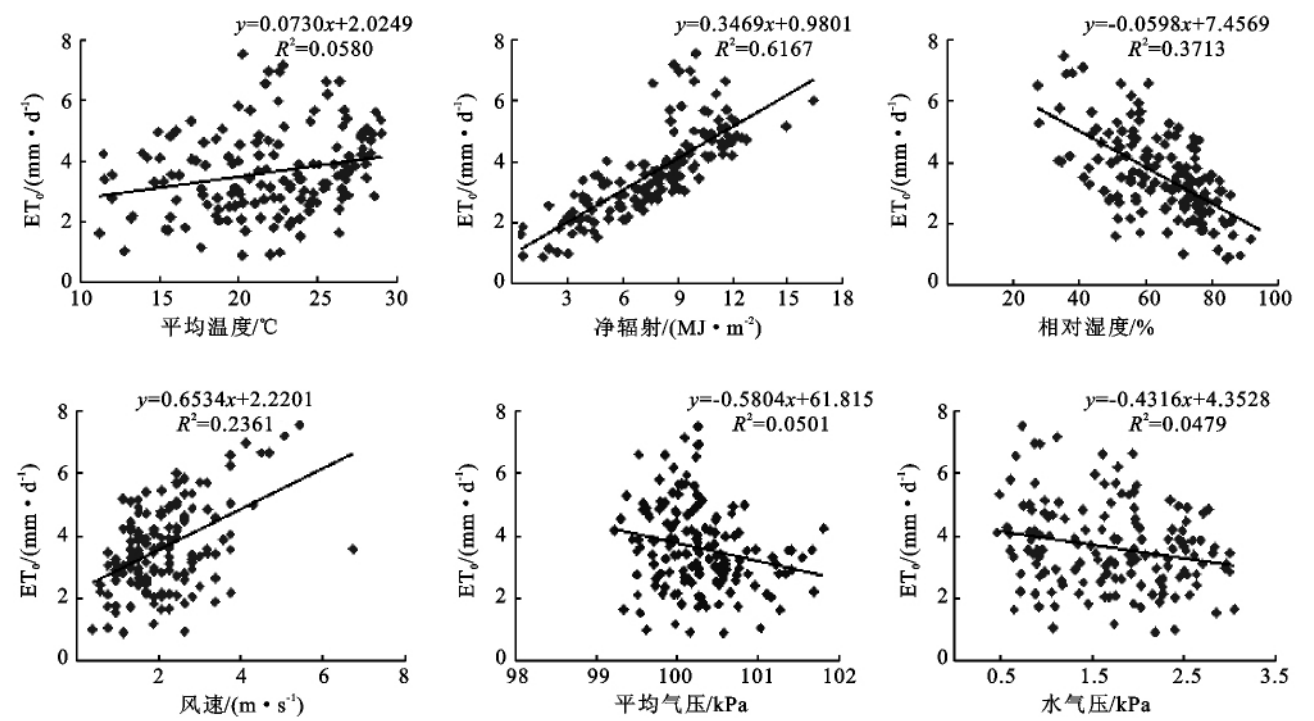 y=0.0730x+2.0249
R²=0.0580
8
6
4
2
0
ET₀/(mm·d⁻¹)
10 15 20 25 30
平均温度/℃
y=0.3469x+0.9801
R²=0.6167
8
6
4
2
0
ET₀/(mm·d⁻¹)
3 6 9 12 15 18
净辐射/(MJ·m⁻²)
y=-0.0598x+7.4569
R²=0.3713
8
6
4
2
0
ET₀/(mm·d⁻¹)
20 40 60 80 100
相对湿度/%
y=0.6534x+2.2201
R²=0.2361
8
6
4
2
0
ET₀/(mm·d⁻¹)
2 4 6 8
风速/(m·s⁻¹)
y=-0.5804x+61.815
R²=0.0501
8
6
4
2
0
ET₀/(mm·d⁻¹)
98 99 100 101 102
平均气压/kPa
y=-0.4316x+4.3528
R²=0.0479
8
6
4
2
0
ET₀/(mm·d⁻¹)
0.5 1.5 2.5 3.5
水气压/kPa